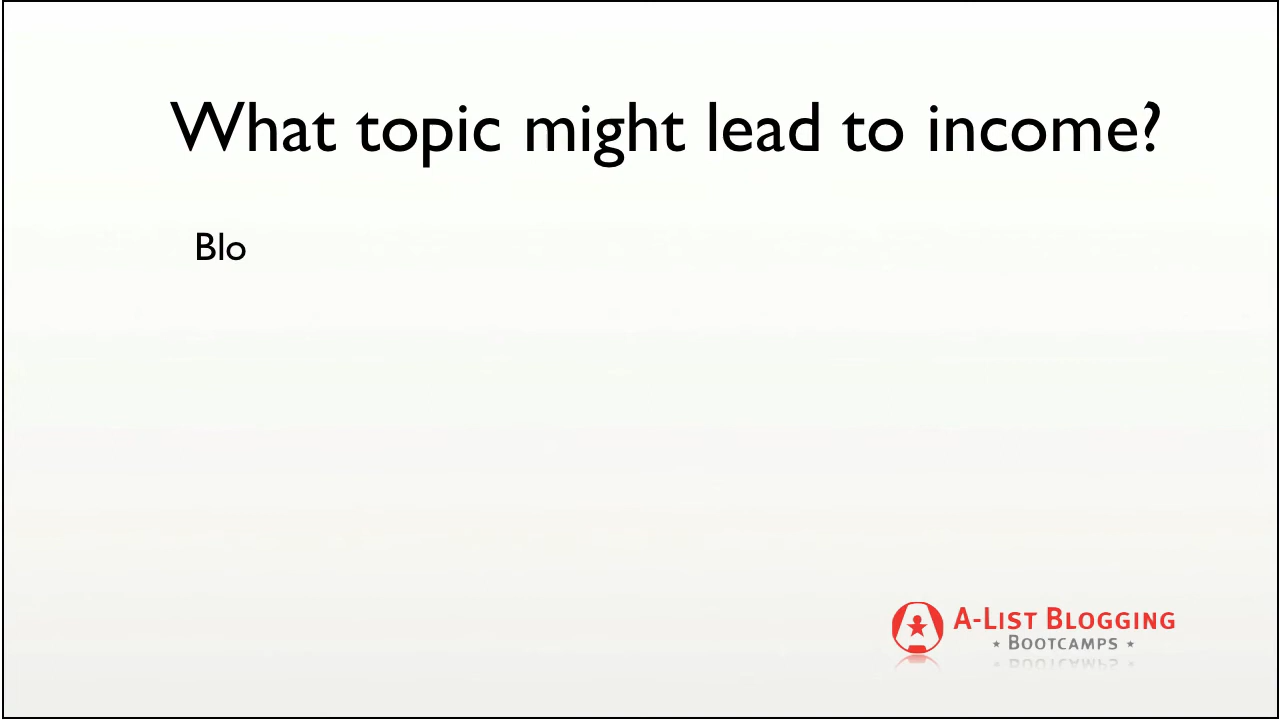 What topic might lead to income?
Blo
A-List Blogging
★ Bootcamps ★